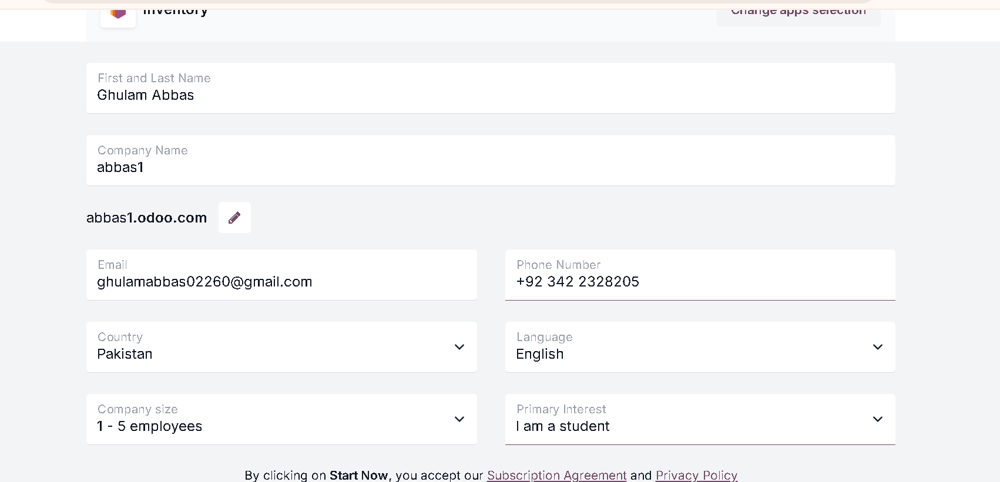 Inventory
Change apps selection
First and Last Name
Ghulam Abbas
Company Name
abbas1
abbas1.odoo.com
Email
ghulamabbas02260@gmail.com
Phone Number
+92 342 2328205
Country
Pakistan
Language
English
Company size
1 - 5 employees
Primary Interest
I am a student
By clicking on Start Now, you accept our Subscription Agreement and Privacy Policy